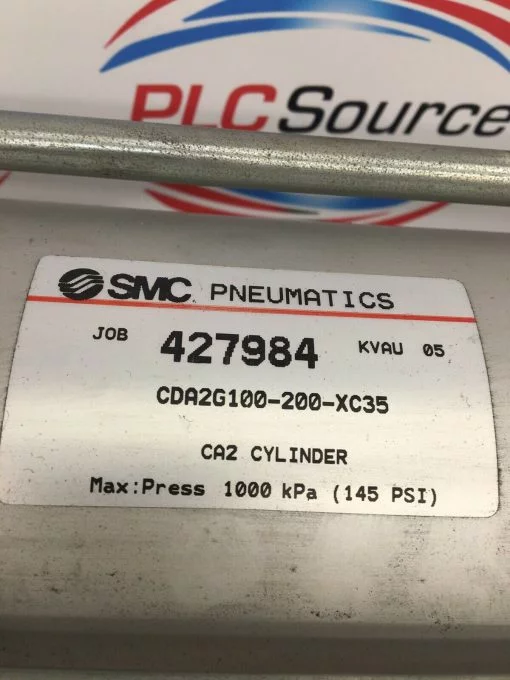 PLCSource
SMC PNEUMATICS
JOB 427984 KVAU 05
CDA2G100-200-XC35
CA2 CYLINDER
Max:Press 1000 kPa (145 PSI)